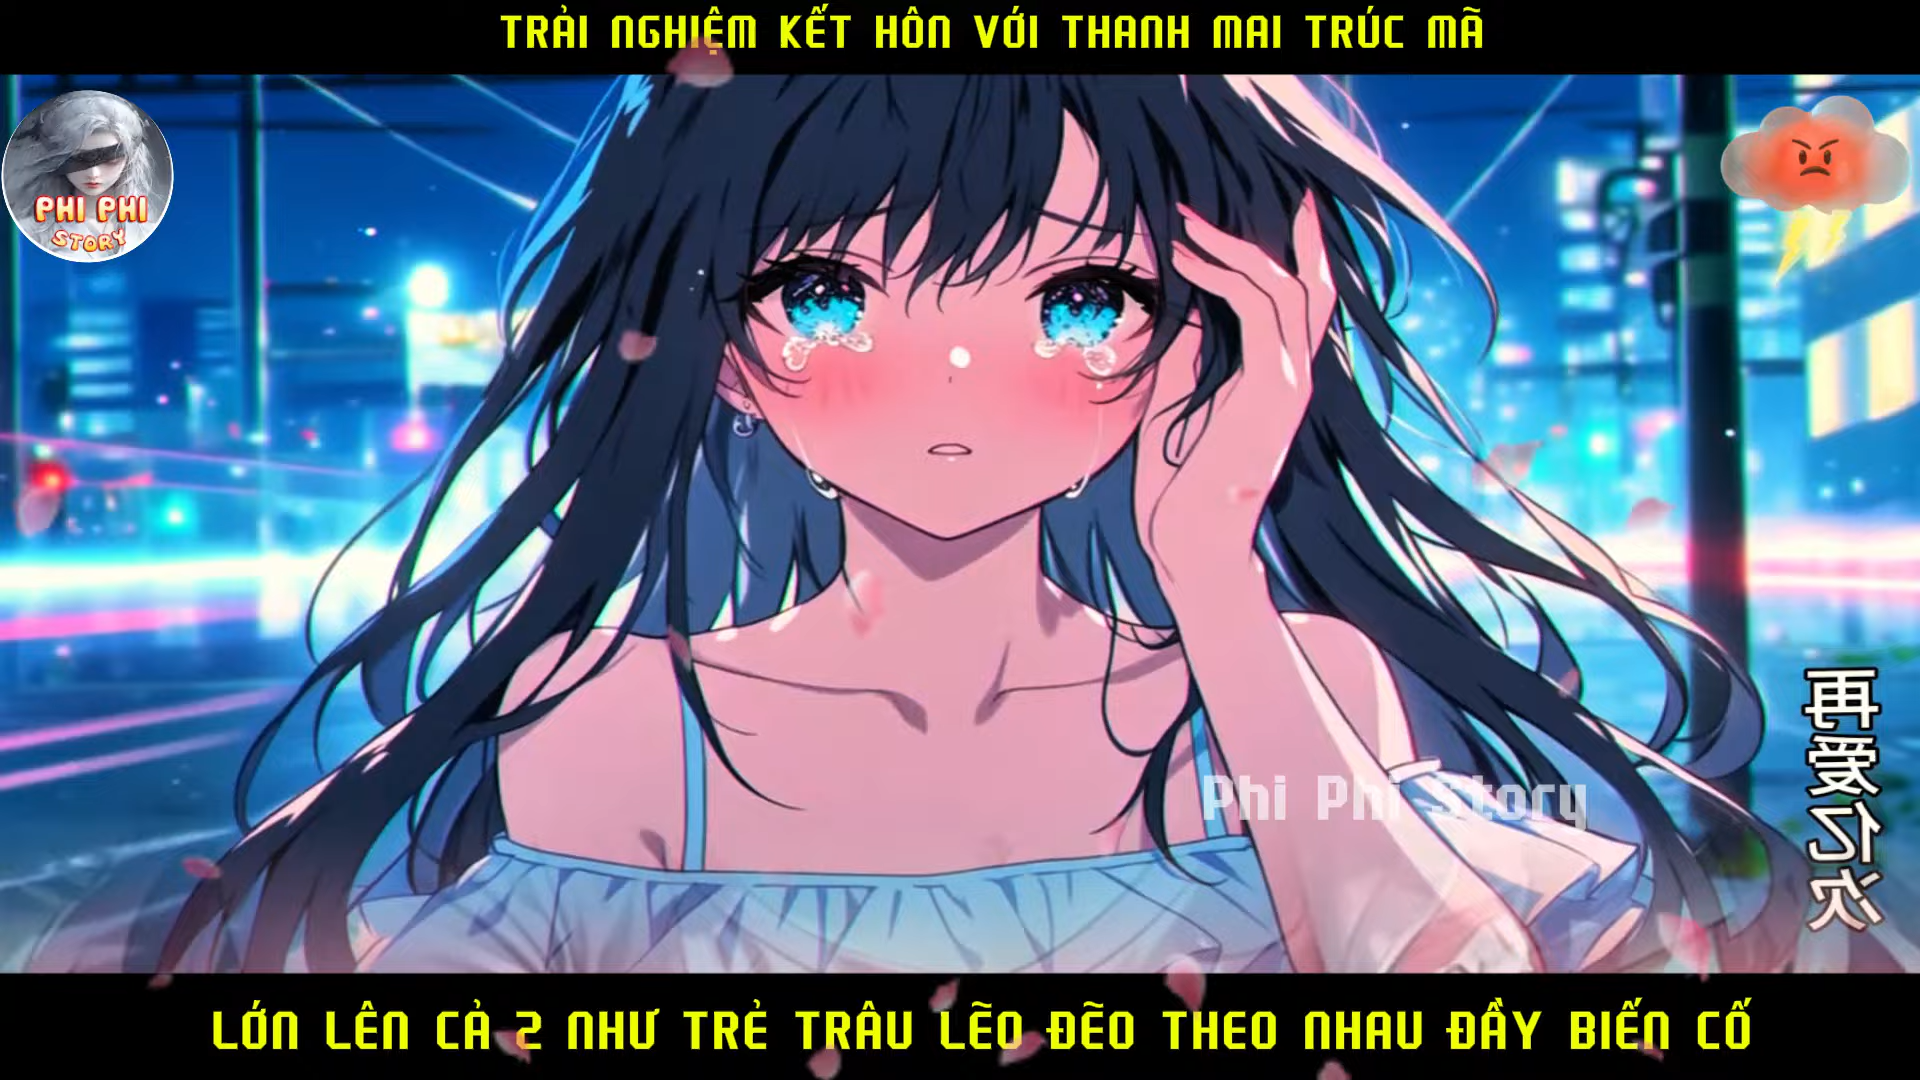 TRẢI NGHIỆM KẾT HÔN VỚI THANH MAI TRÚC MÃ
PHI PHI
STORY
再爱亿次
Phi Phi Story
LỚN LÊN CẢ 2 NHƯ TRẺ TRÂU LẼO ĐẼO THEO NHAU ĐẦY BIẾN CỐ